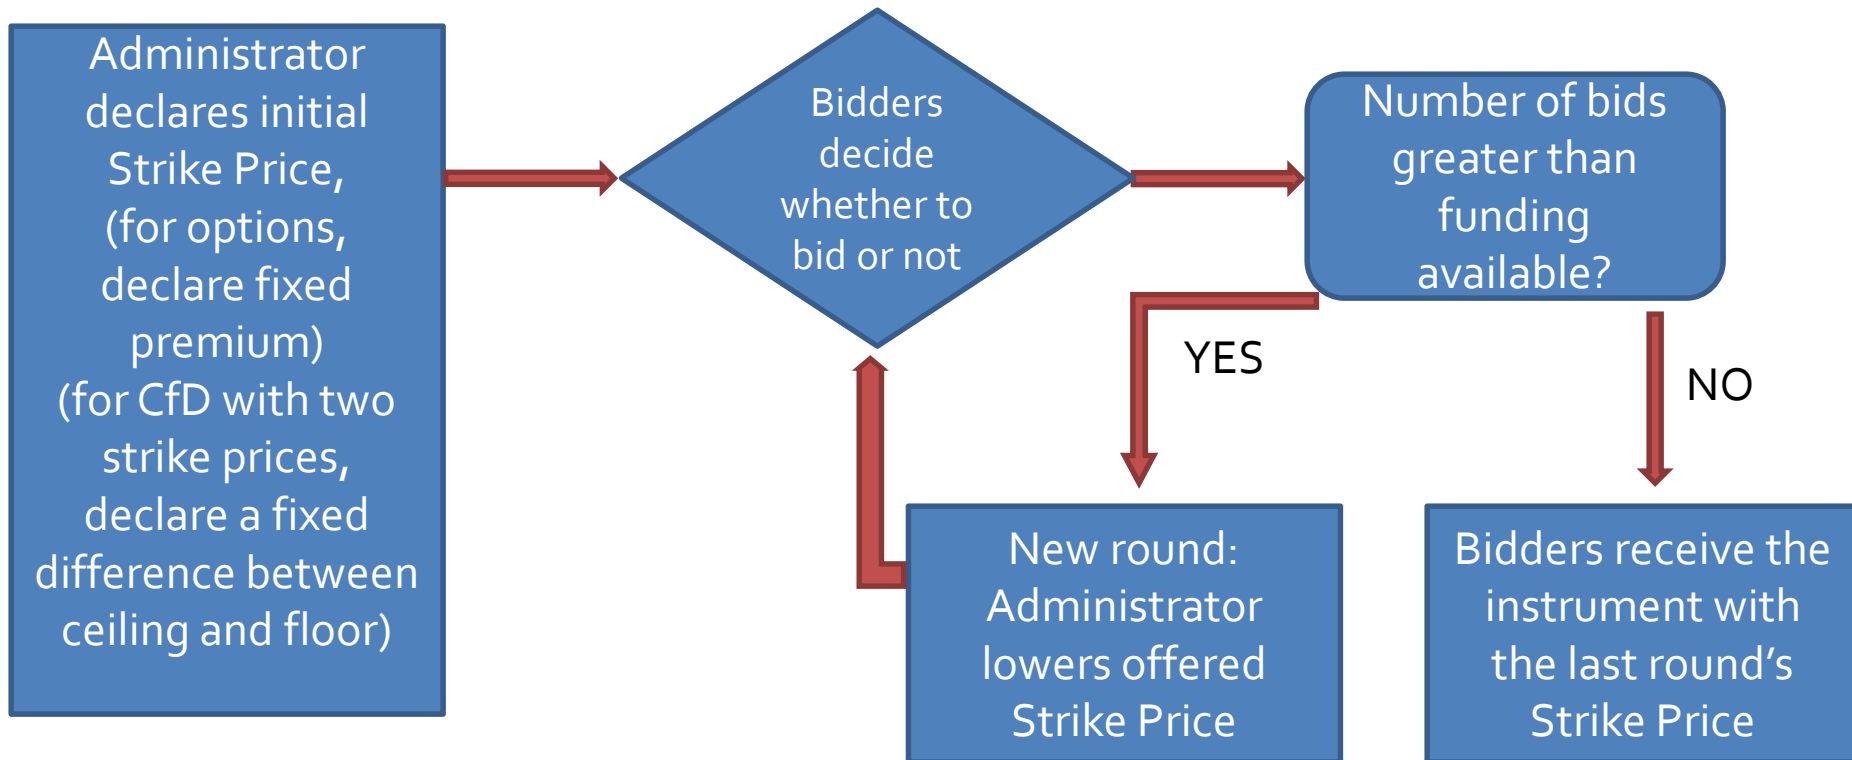 Administrator
declares initial
Strike Price,
(for options,
declare fixed
premium)
(for CfD with two
strike prices,
declare a fixed
difference between
ceiling and floor)
Bidders
decide
whether to
bid or not
Number of bids
greater than
funding
available?
YES
NO
New round:
Administrator
lowers offered
Strike Price
Bidders receive the
instrument with
the last round’s
Strike Price